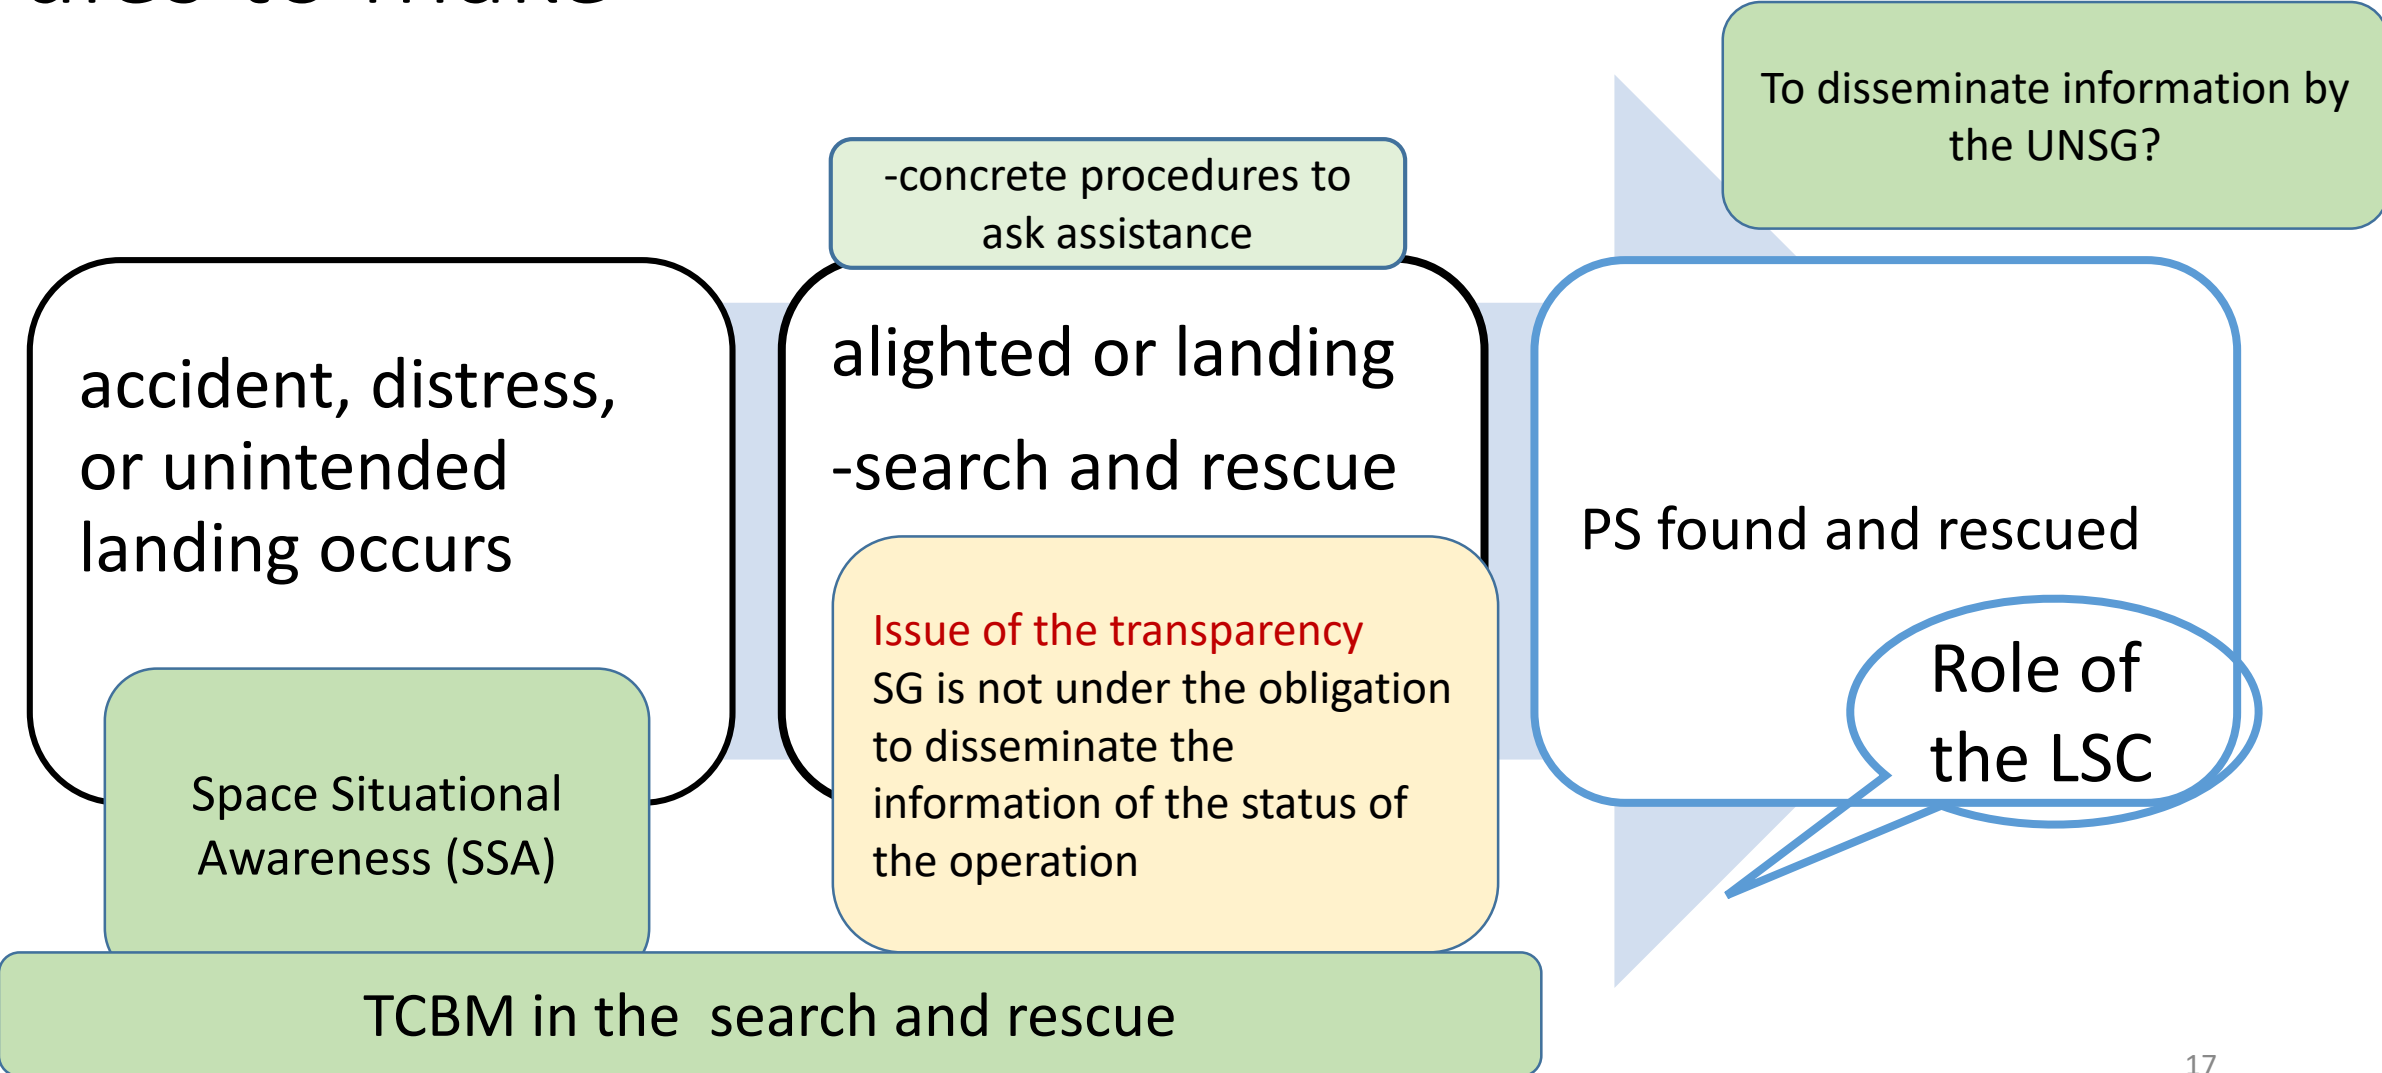 to make
To disseminate information by
the UNSG?
-concrete procedures to
ask assistance
accident, distress,
or unintended
landing occurs
alighted or landing
-search and rescue
PS found and rescued
Issue of the transparency
SG is not under the obligation
to disseminate the
information of the status of
the operation
Role of
the LSC
Space Situational
Awareness (SSA)
TCBM in the  search and rescue
17